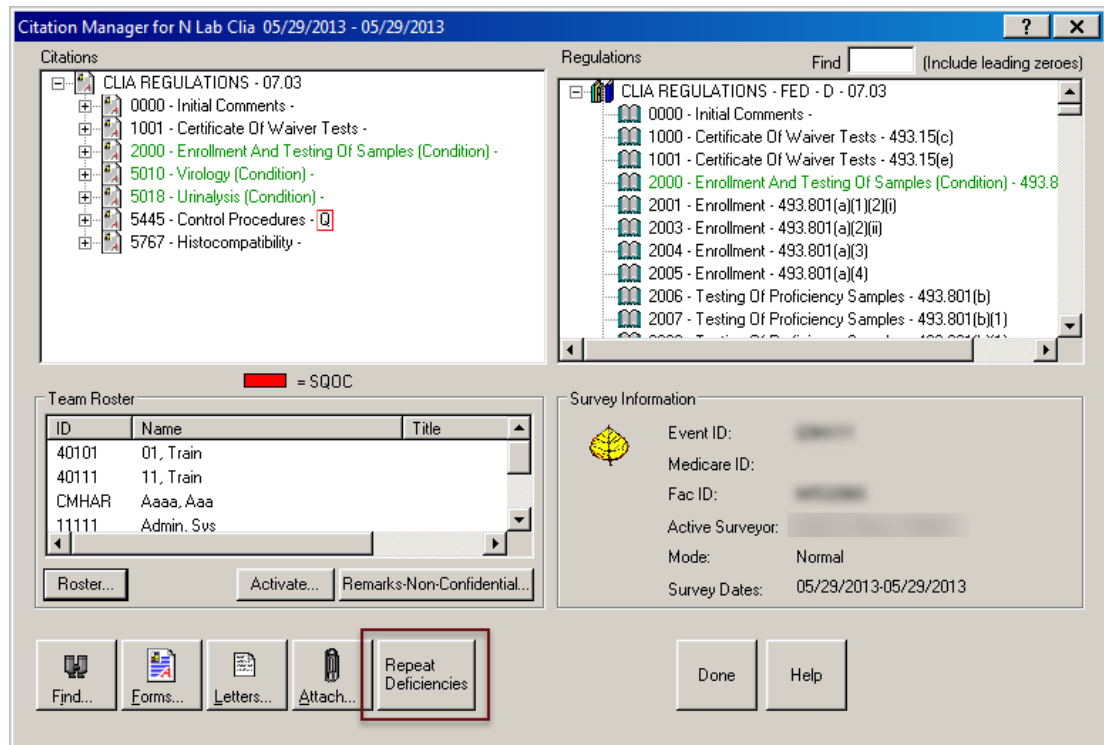 Citation Manager for N Lab Clia 05/29/2013 - 05/29/2013
? X
Citations
CLIA REGULATIONS - 07.03
0000 - Initial Comments -
1001 - Certificate Of Waiver Tests -
2000 - Enrollment And Testing Of Samples (Condition) -
5010 - Virology (Condition) -
5018 - Urinalysis (Condition) -
5445 - Control Procedures - Q
5767 - Histocompatibility -
Regulations
Find
(Include leading zeroes)
CLIA REGULATIONS - FED - D - 07.03
0000 - Initial Comments -
1000 - Certificate Of Waiver Tests - 493.15(c)
1001 - Certificate Of Waiver Tests - 493.15(e)
2000 - Enrollment And Testing Of Samples (Condition) - 493.8
2001 - Enrollment - 493.801(a)(1)(2)(i)
2003 - Enrollment - 493.801(a)(2)(ii)
2004 - Enrollment - 493.801(a)(3)
2005 - Enrollment - 493.801(a)(4)
2006 - Testing Of Proficiency Samples - 493.801(b)
2007 - Testing Of Proficiency Samples - 493.801(b)(1)
= SQOC
Team Roster
ID Name Title
40101 01, Train
40111 11, Train
CMHAR Aaaa, Aaa
11111 Admin, Sys
Roster...
Activate...
Remarks-Non-Confidential...
Survey Information
Event ID:
Medicare ID:
Fac ID:
Active Surveyor:
Mode: Normal
Survey Dates: 05/29/2013-05/29/2013
Find...
Forms...
Letters...
Attach...
Repeat
Deficiencies
Done
Help